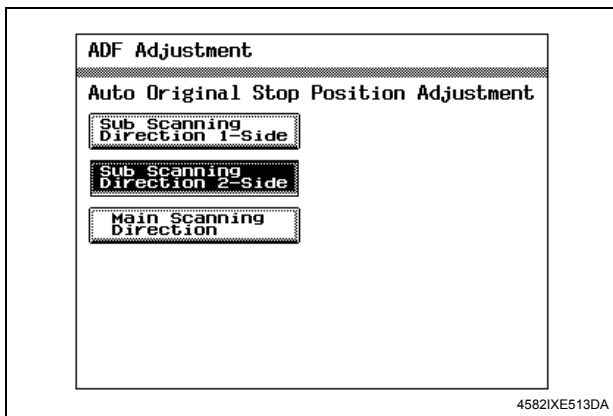 ADF Adjustment
Auto Original Stop Position Adjustment
Sub Scanning
Direction 1-Side
Sub Scanning
Direction 2-Side
Main Scanning
Direction
4582IXE513DA